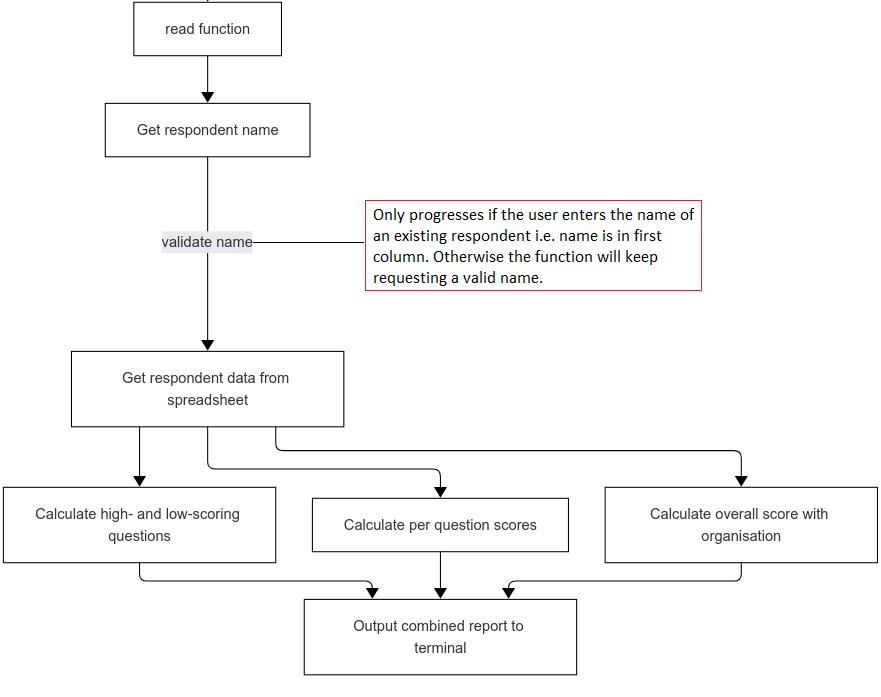 read function
Get respondent name
validate name
Only progresses if the user enters the name of
an existing respondent i.e. name is in first
column. Otherwise the function will keep
requesting a valid name.
Get respondent data from
spreadsheet
Calculate high- and low-scoring
questions
Calculate per question scores
Calculate overall score with
organisation
Output combined report to
terminal